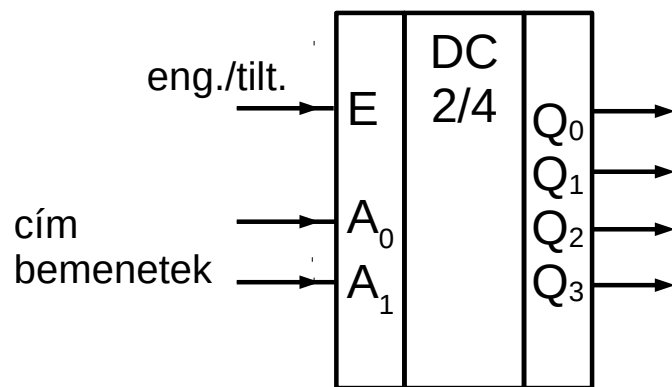 eng./tilt.
E
cím
bemenetek
A0
A1
DC
2/4
Q0
Q1
Q2
Q3